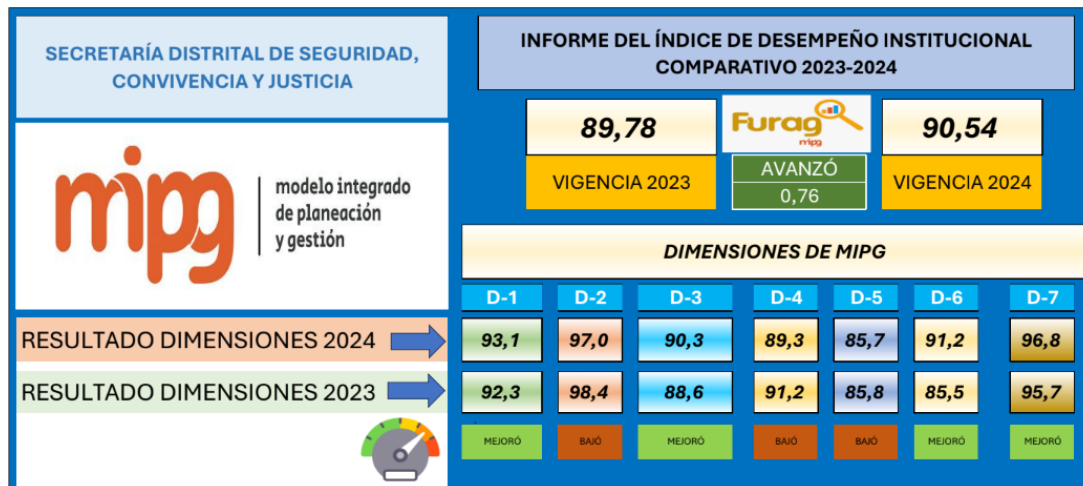 SECRETARÍA DISTRITAL DE SEGURIDAD,
CONVIVENCIA Y JUSTICIA
INFORME DEL ÍNDICE DE DESEMPEÑO INSTITUCIONAL
COMPARATIVO 2023-2024
89,78
Furag
mipg
90,54
VIGENCIA 2023
AVANZÓ
0,76
VIGENCIA 2024
mipg
modelo integrado
de planeación
y gestión
DIMENSIONES DE MIPG
D-1 D-2 D-3 D-4 D-5 D-6 D-7
RESULTADO DIMENSIONES 2024 93,1 97,0 90,3 89,3 85,7 91,2 96,8
RESULTADO DIMENSIONES 2023 92,3 98,4 88,6 91,2 85,8 85,5 95,7
MEJORÓ BAJÓ MEJORÓ BAJÓ BAJÓ MEJORÓ MEJORÓ